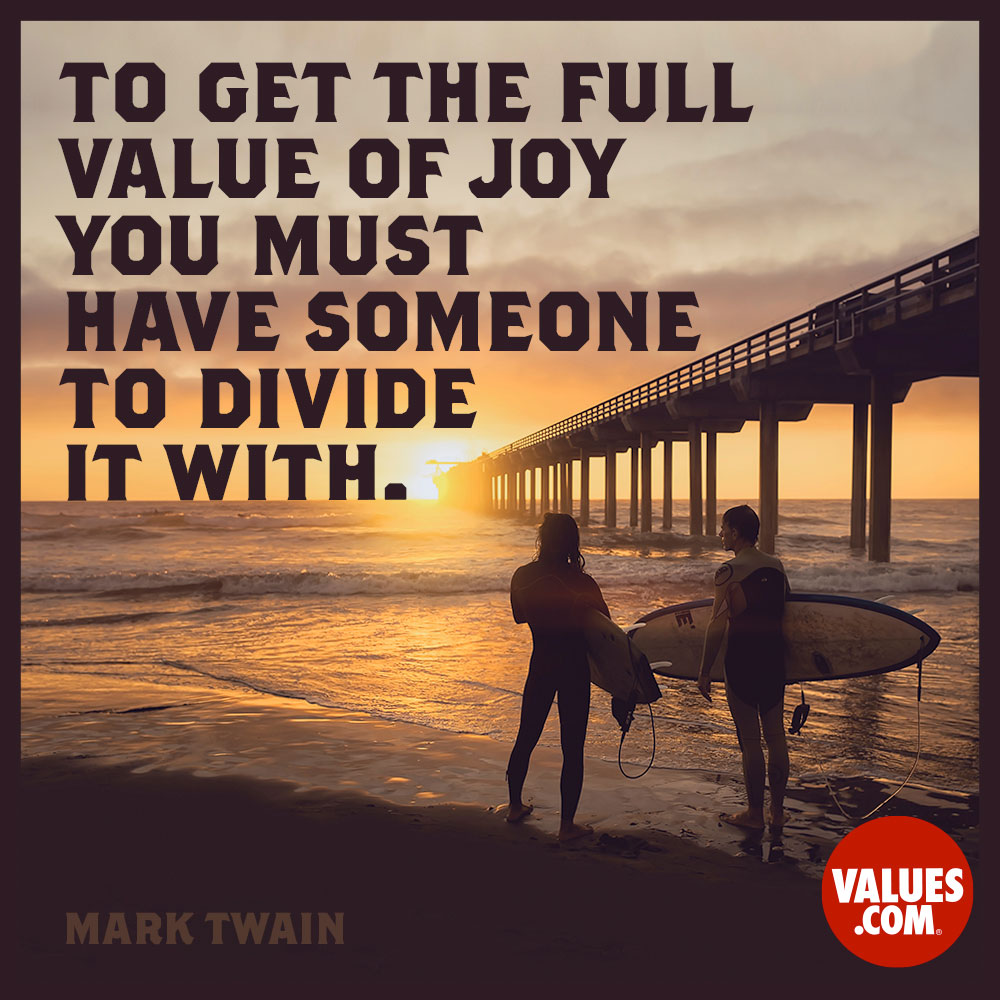 TO GET THE FULL
VALUE OF JOY
YOU MUST
HAVE SOMEONE
TO DIVIDE
IT WITH.
MARK TWAIN
VALUES
.COM®